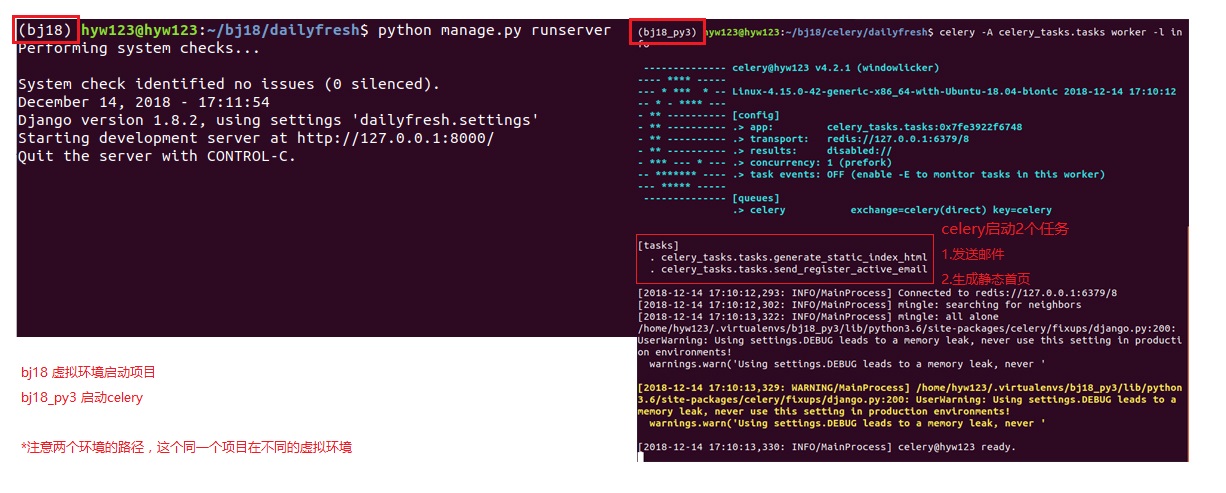 (bj18) hyw123@hyw123:~/bj18/dailyfresh$ python manage.py runserver
Performing system checks...
System check identified no issues (0 silenced).
December 14, 2018 - 17:11:54
Django version 1.8.2, using settings 'dailyfresh.settings'
Starting development server at http://127.0.0.1:8000/
Quit the server with CONTROL-C.
bj18 虚拟环境启动项目
bj18_py3 启动celery
*注意两个环境的路径，这个同一个项目在不同的虚拟环境
(bj18_py3) hyw123@hyw123:~/bj18/celery/dailyfresh$ celery -A celery_tasks.tasks worker -l in
fo
-------------- celery@hyw123 v4.2.1 (windowlicker)
---- **** -----
--- * ***  * -- Linux-4.15.0-42-generic-x86_64-with-Ubuntu-18.04-bionic 2018-12-14 17:10:12
-- * - **** ---
- ** ---------- [config]
- ** ---------- .> app:         celery_tasks.tasks:0x7fe3922f6748
- ** ---------- .> transport:   redis://127.0.0.1:6379/8
- ** ---------- .> results:     disabled://
- *** --- * --- .> concurrency: 1 (prefork)
-- ******* ---- .> task events: OFF (enable -E to monitor tasks in this worker)
--- ***** -----
-------------- [queues]
.> celery           exchange=celery(direct) key=celery
celery启动2个任务
1.发送邮件
2.生成静态首页
[tasks]
. celery_tasks.tasks.generate_static_index_html
. celery_tasks.tasks.send_register_active_email
[2018-12-14 17:10:12,293: INFO/MainProcess] Connected to redis://127.0.0.1:6379/8
[2018-12-14 17:10:12,302: INFO/MainProcess] mingle: searching for neighbors
[2018-12-14 17:10:13,322: INFO/MainProcess] mingle: all alone
/home/hyw123/.virtualenvs/bj18_py3/lib/python3.6/site-packages/celery/fixups/django.py:200:
UserWarning: Using settings.DEBUG leads to a memory leak, never use this setting in producti
on environments!
warnings.warn('Using settings.DEBUG leads to a memory leak, never '
[2018-12-14 17:10:13,329: WARNING/MainProcess] /home/hyw123/.virtualenvs/bj18_py3/lib/python
3.6/site-packages/celery/fixups/django.py:200: UserWarning: Using settings.DEBUG leads to a
memory leak, never use this setting in production environments!
warnings.warn('Using settings.DEBUG leads to a memory leak, never '
[2018-12-14 17:10:13,330: INFO/MainProcess] celery@hyw123 ready.